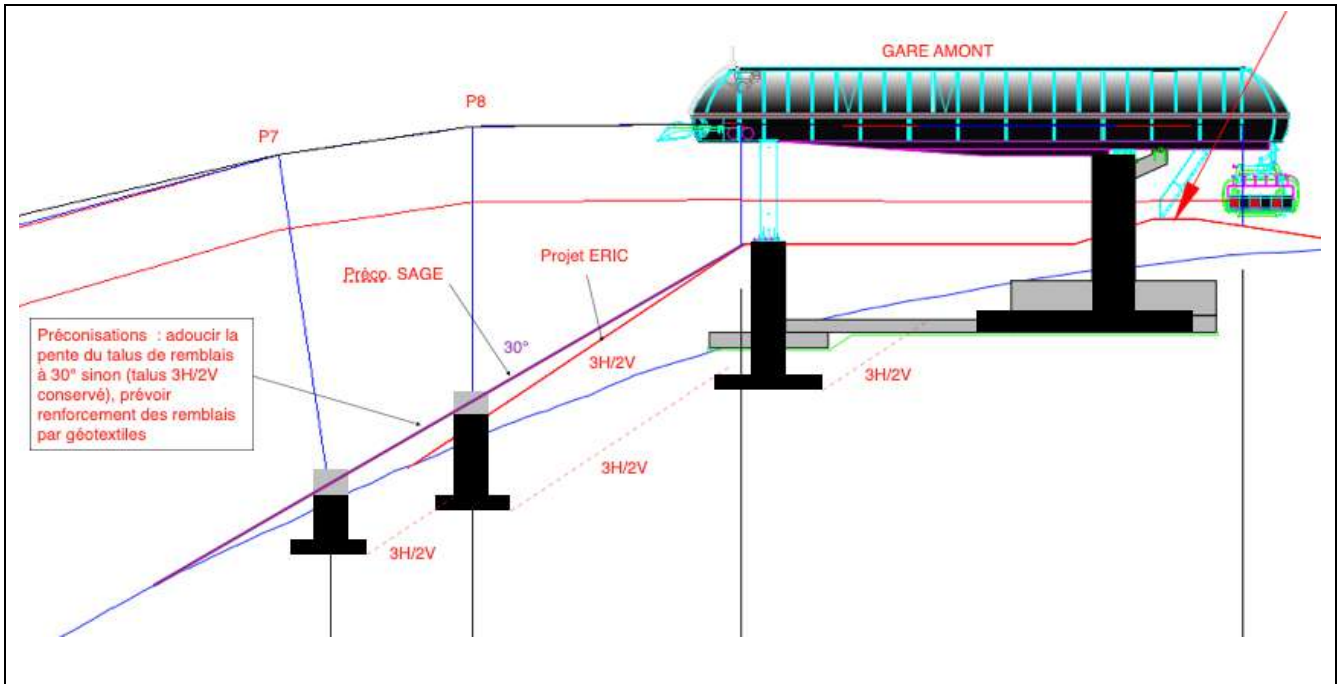 GARE AMONT
P8
P7
Projet ERIC
Préco. SAGE
Préconisations : adoucir la
pente du talus de remblais
à 30° sinon (talus 3H/2V
conservé), prévoir
renforcement des remblais
par géotextiles
30°
3H/2V
3H/2V
3H/2V
3H/2V